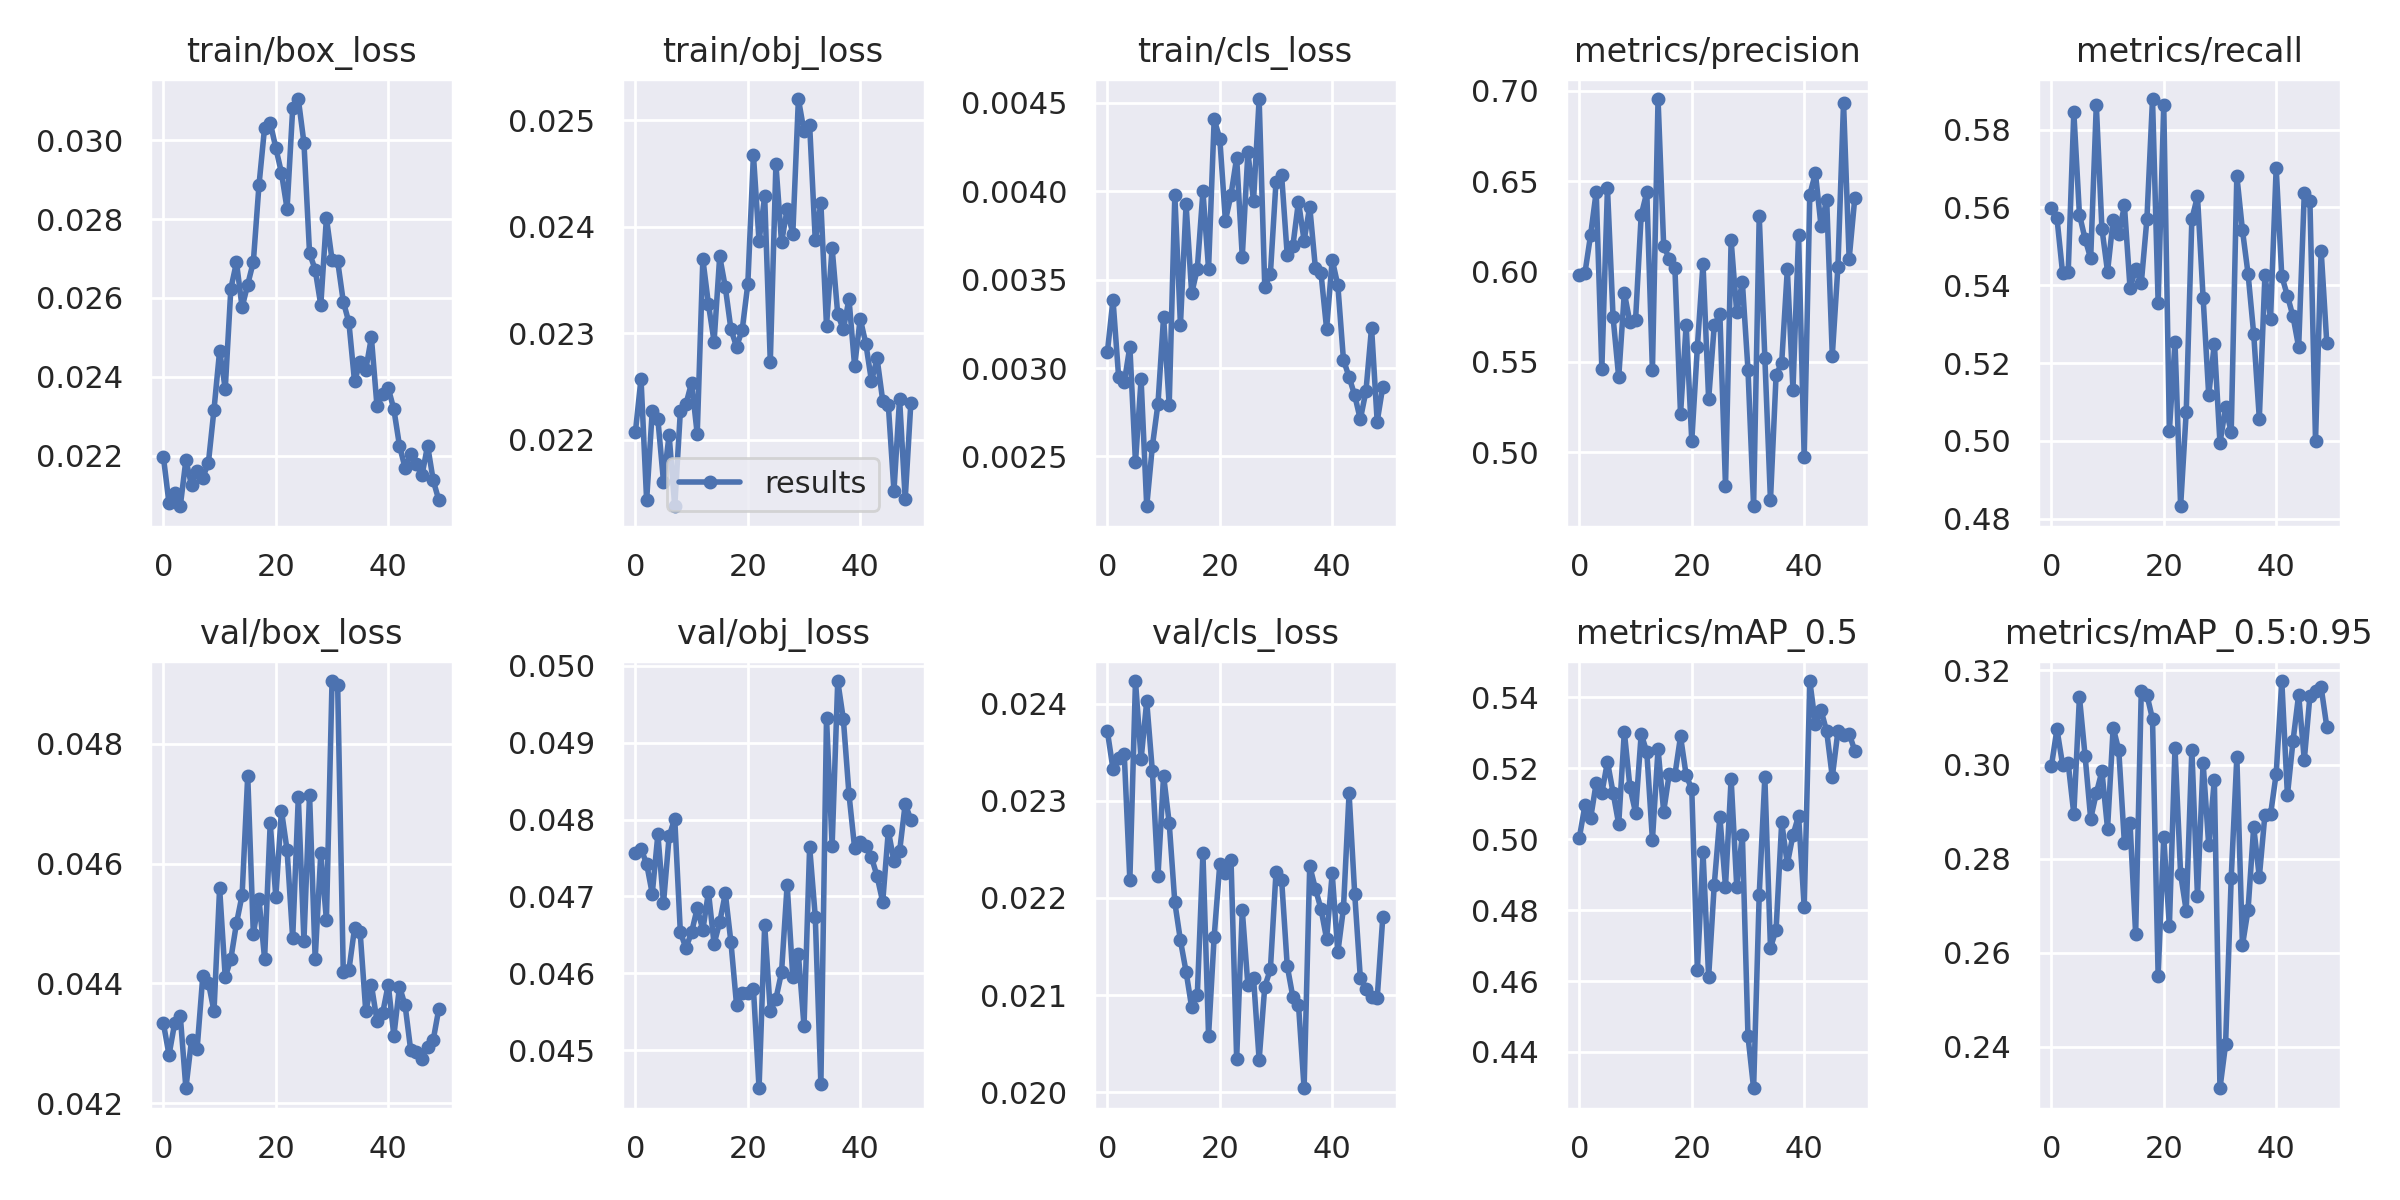 train/box_loss
0.030
0.028
0.026
0.024
0.022
0 20 40
train/obj_loss
0.025
0.024
0.023
0.022
results
0 20 40
train/cls_loss
0.0045
0.0040
0.0035
0.0030
0.0025
0 20 40
metrics/precision
0.70
0.65
0.60
0.55
0.50
0 20 40
metrics/recall
0.58
0.56
0.54
0.52
0.50
0.48
0 20 40
val/box_loss
0.048
0.046
0.044
0.042
0 20 40
val/obj_loss
0.050
0.049
0.048
0.047
0.046
0.045
0 20 40
val/cls_loss
0.024
0.023
0.022
0.021
0.020
0 20 40
metrics/mAP_0.5
0.54
0.52
0.50
0.48
0.46
0.44
0 20 40
metrics/mAP_0.5:0.95
0.32
0.30
0.28
0.26
0.24
0 20 40